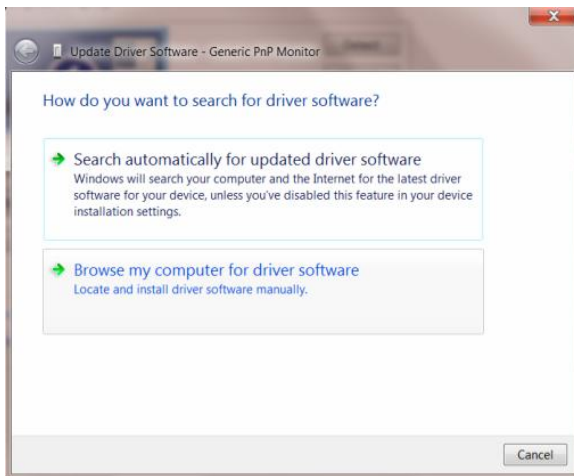 Update Driver Software - Generic PnP Monitor
How do you want to search for driver software?
Search automatically for updated driver software
Windows will search your computer and the Internet for the latest driver
software for your device, unless you've disabled this feature in your device
installation settings.
Browse my computer for driver software
Locate and install driver software manually.
Cancel